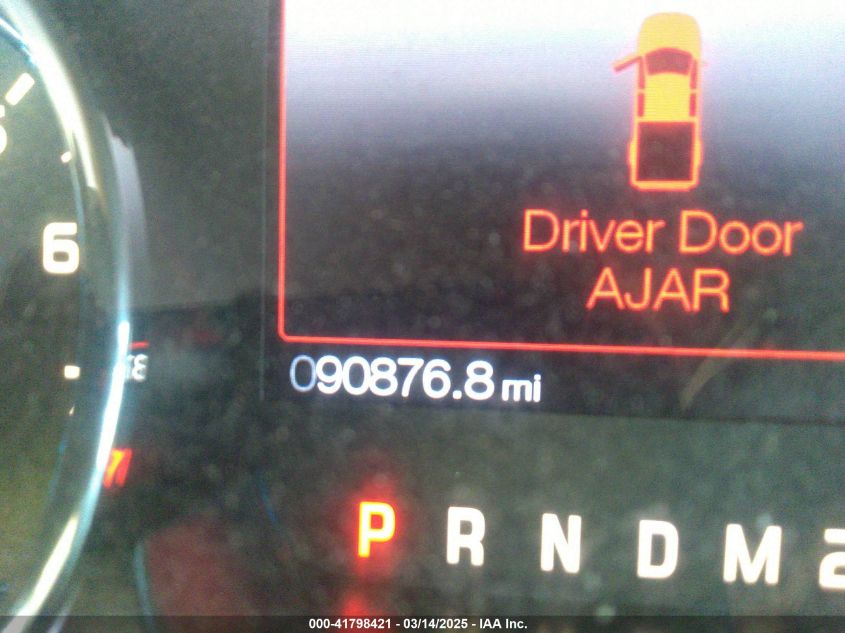 Driver Door
AJAR
6
090876.8 mi
P R N D M
000-41798421 - 03/14/2025 - IAA Inc.